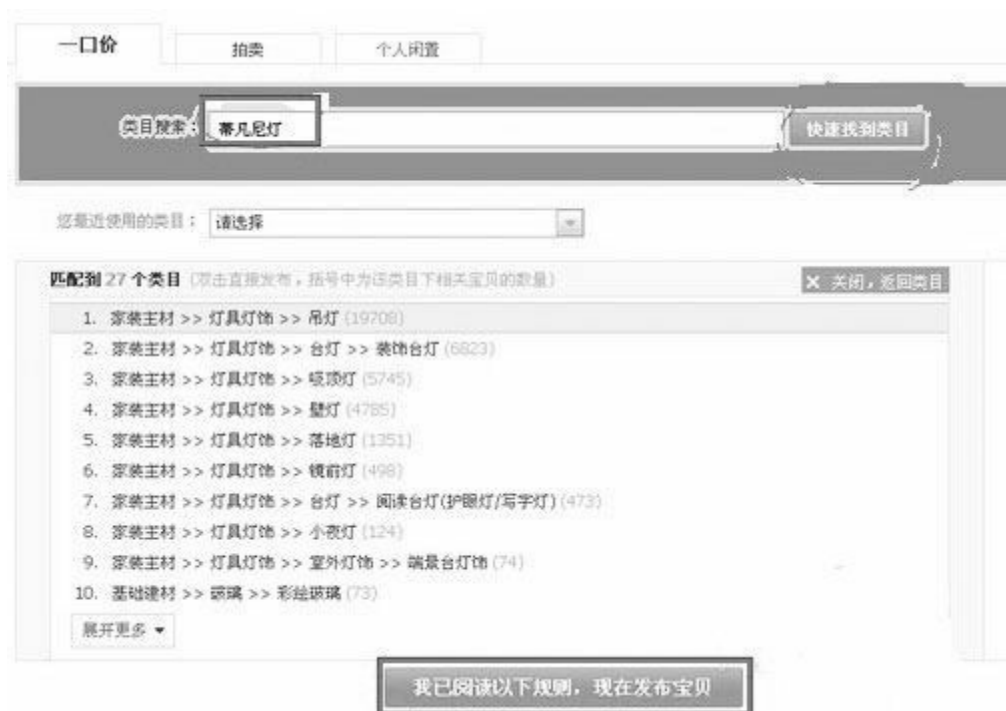 一口价 拍卖 个人闲置
类目搜索： 蒂凡尼灯 快速找到类目
您最近使用的类目： 请选择
匹配到 27 个类目 (双击直接发布，括号中为该类目下相关宝贝的数量) × 关闭，返回类目
1. 家装主材 >> 灯具灯饰 >> 吊灯 (19708)
2. 家装主材 >> 灯具灯饰 >> 台灯 >> 装饰台灯 (6823)
3. 家装主材 >> 灯具灯饰 >> 吸顶灯 (5745)
4. 家装主材 >> 灯具灯饰 >> 壁灯 (4785)
5. 家装主材 >> 灯具灯饰 >> 落地灯 (1351)
6. 家装主材 >> 灯具灯饰 >> 镜前灯 (498)
7. 家装主材 >> 灯具灯饰 >> 台灯 >> 阅读台灯(护眼灯/写字灯) (473)
8. 家装主材 >> 灯具灯饰 >> 小夜灯 (124)
9. 家装主材 >> 灯具灯饰 >> 室外灯饰 >> 端景台灯饰 (74)
10. 基础建材 >> 玻璃 >> 彩绘玻璃 (73)
展开更多
我已阅读以下规则，现在发布宝贝